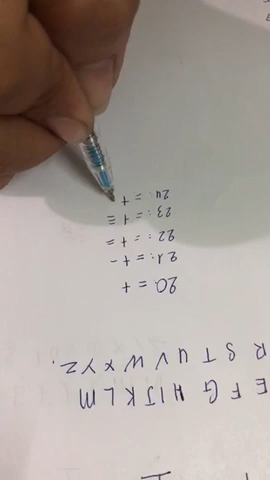 E F G H I J K L M
R S T U V W X Y Z.
20 = +
21. = + -
22. = + =
23. = + ≡
24. = +